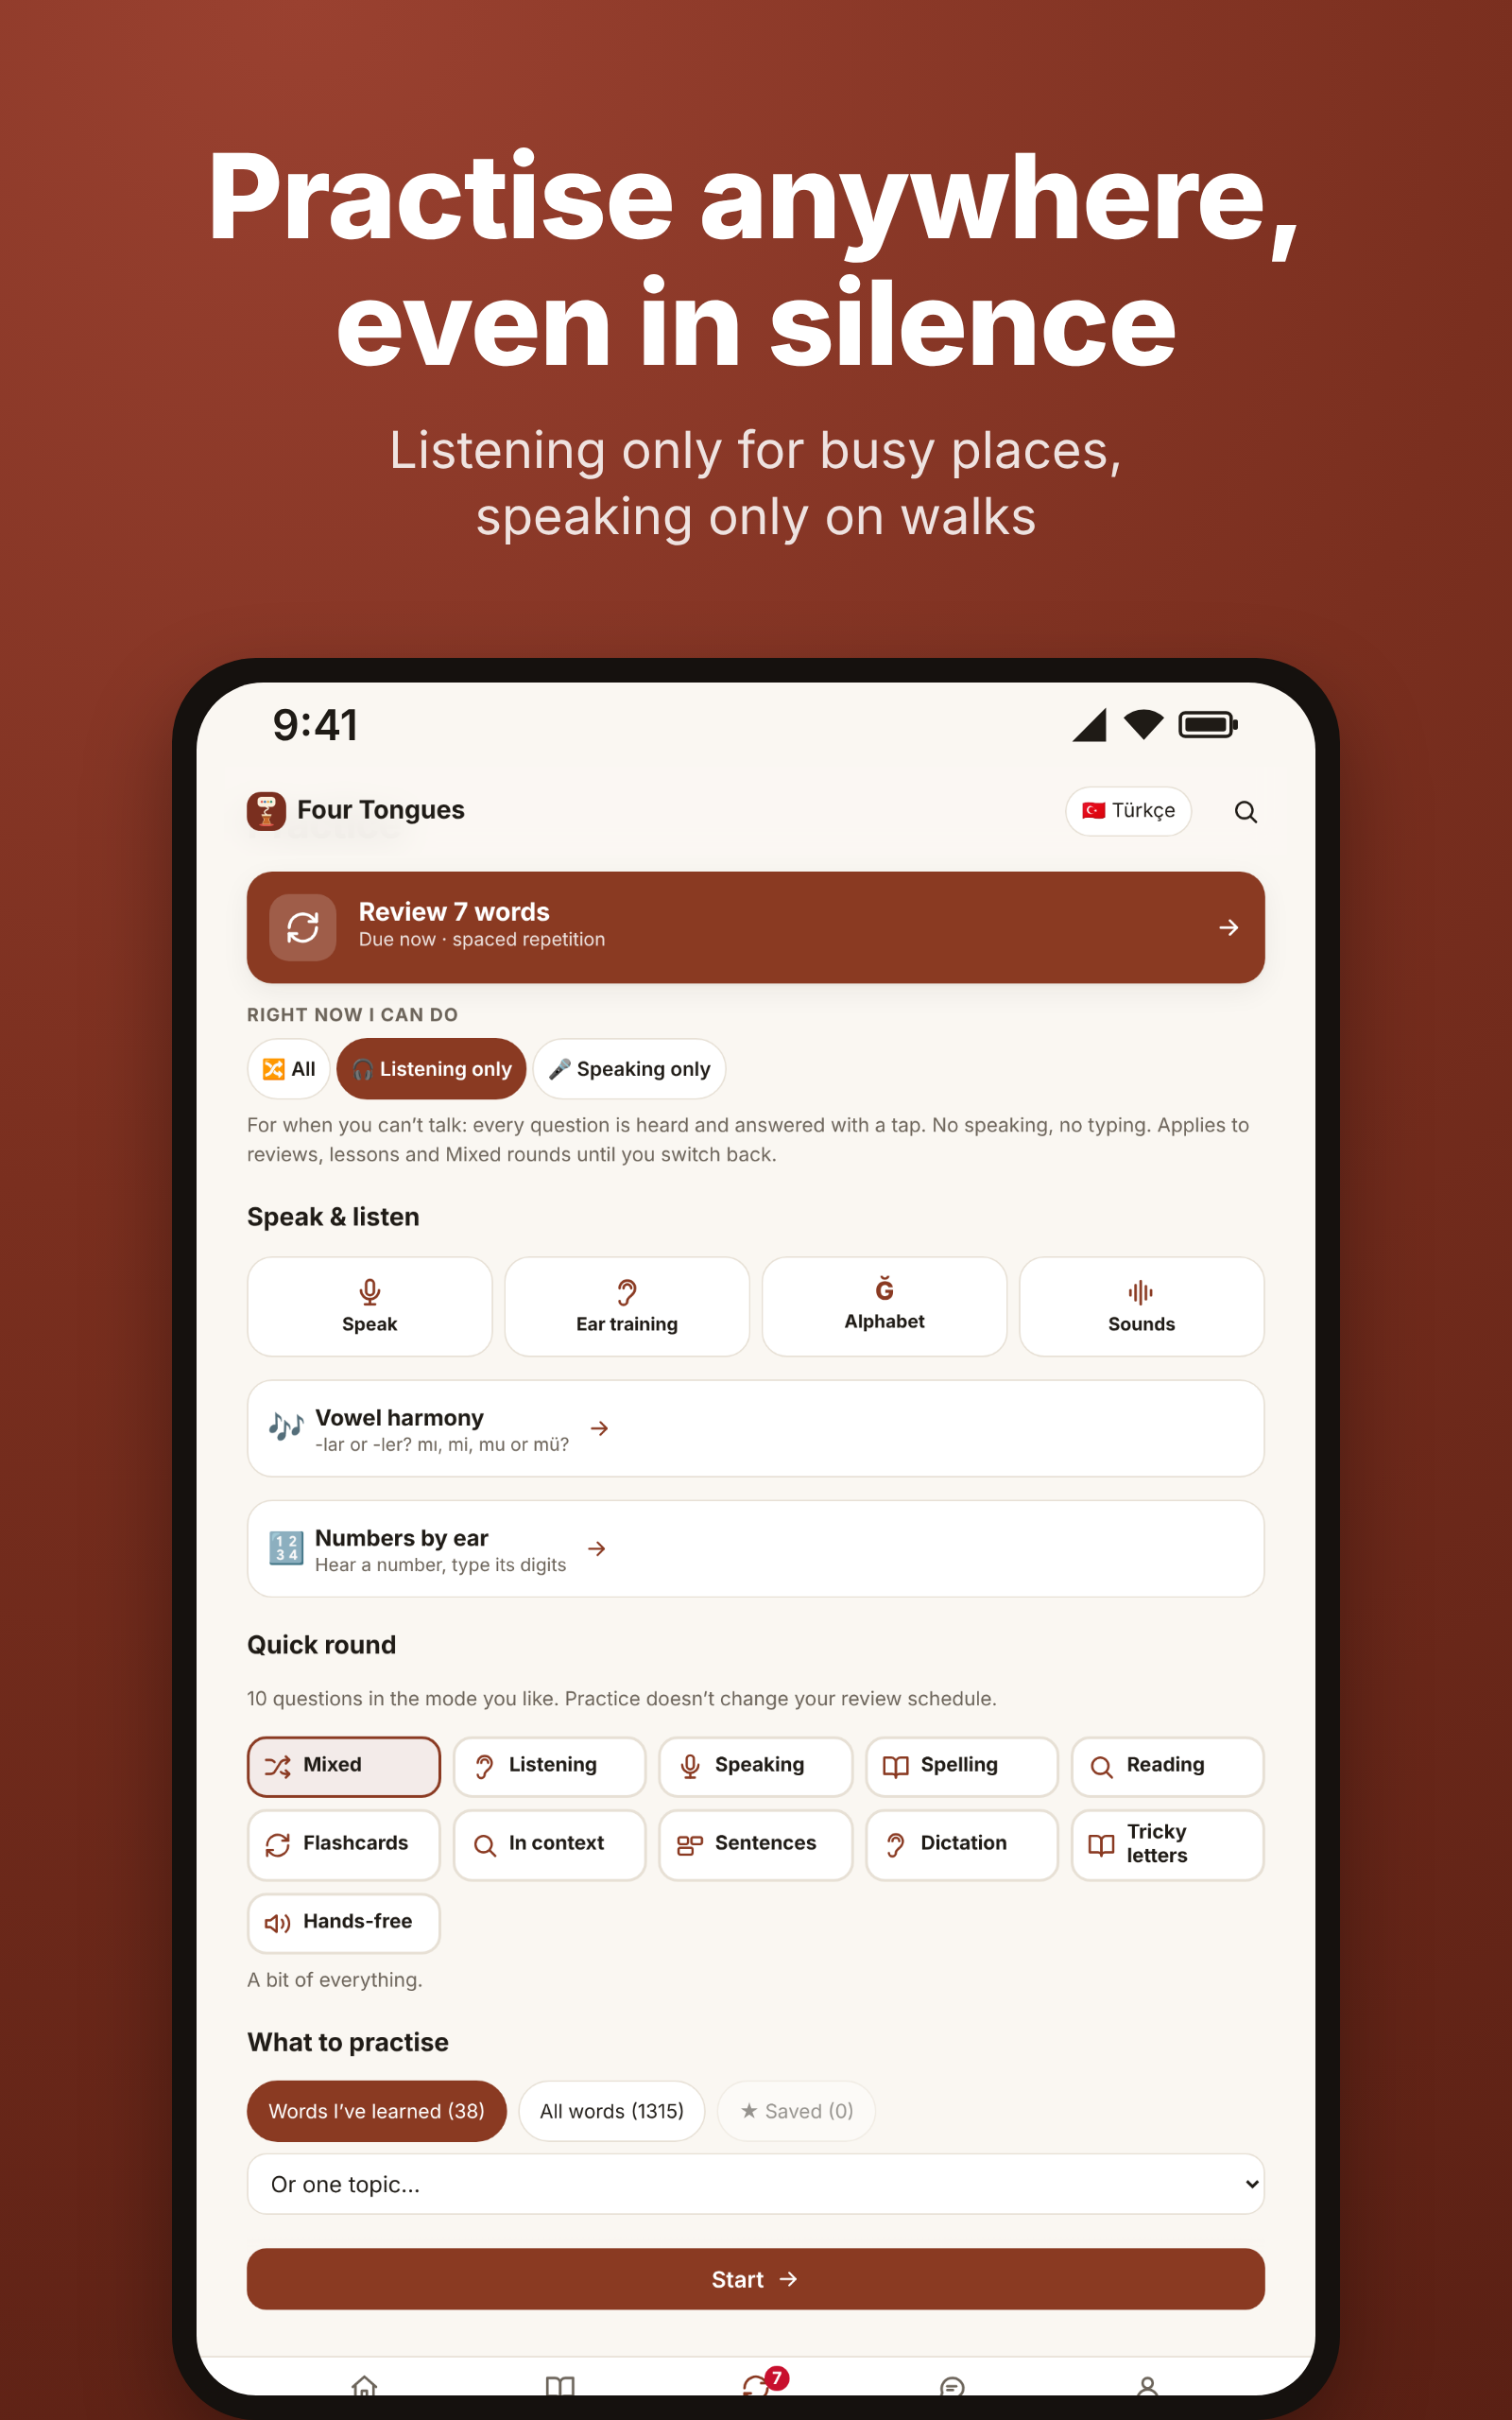 Practise anywhere,
even in silence
Listening only for busy places,
speaking only on walks
9:41
Four Tongues
Türkçe
Review 7 words
Due now · spaced repetition
RIGHT NOW I CAN DO
All
Listening only
Speaking only
For when you can’t talk: every question is heard and answered with a tap. No speaking, no typing. Applies to
reviews, lessons and Mixed rounds until you switch back.
Speak & listen
Speak
Ear training
Ğ
Alphabet
Sounds
Vowel harmony
-lar or -ler? mı, mi, mu or mü?
1 2
3 4
Numbers by ear
Hear a number, type its digits
Quick round
10 questions in the mode you like. Practice doesn’t change your review schedule.
Mixed
Listening
Speaking
Spelling
Reading
Flashcards
In context
Sentences
Dictation
Tricky
letters
Hands-free
A bit of everything.
What to practise
Words I’ve learned (38)
All words (1315)
★ Saved (0)
Or one topic...
Start →
7